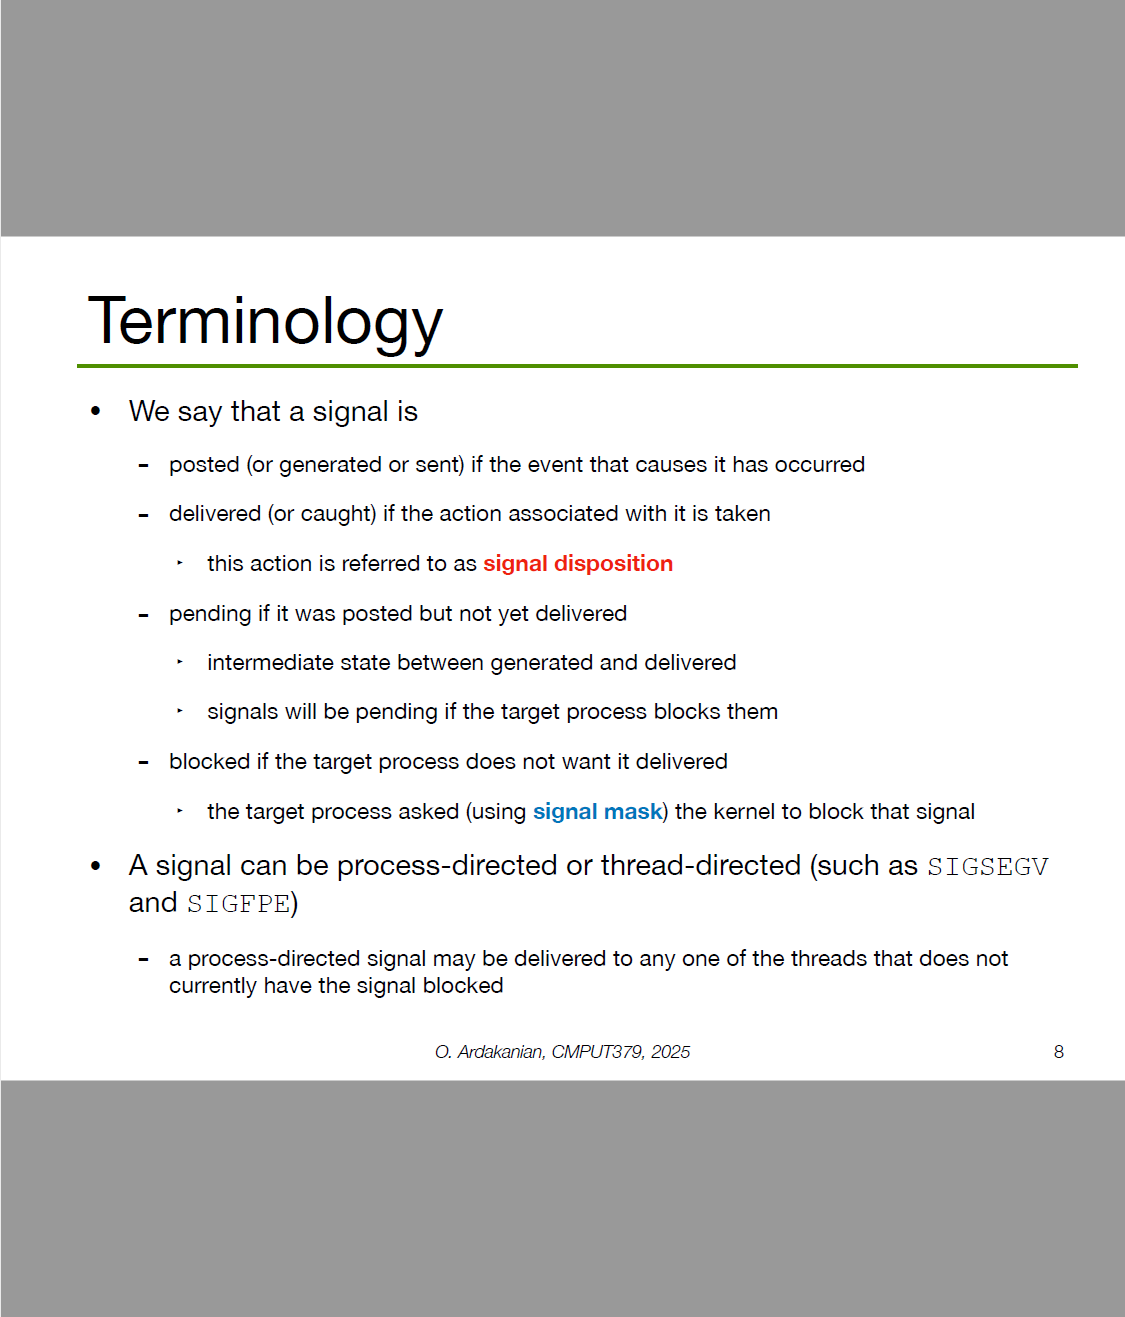 Terminology
• We say that a signal is
- posted (or generated or sent) if the event that causes it has occurred
- delivered (or caught) if the action associated with it is taken
‣ this action is referred to as signal disposition
- pending if it was posted but not yet delivered
‣ intermediate state between generated and delivered
‣ signals will be pending if the target process blocks them
- blocked if the target process does not want it delivered
‣ the target process asked (using signal mask) the kernel to block that signal
• A signal can be process-directed or thread-directed (such as SIGSEGV
and SIGFPE)
- a process-directed signal may be delivered to any one of the threads that does not
currently have the signal blocked
O. Ardakanian, CMPUT379, 2025
8